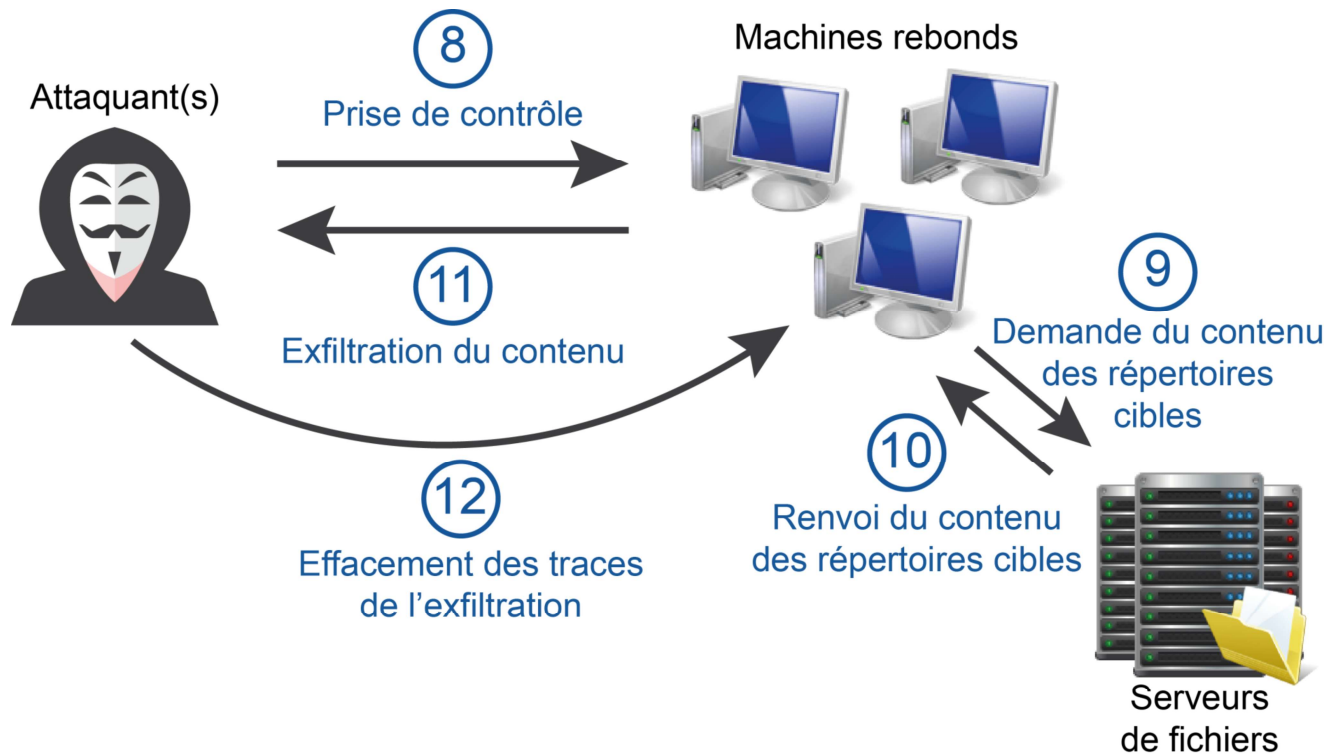 Attaquant(s)
8
Prise de contrôle
Machines rebonds
11
Exfiltration du contenu
9
Demande du contenu
des répertoires
cibles
10
Renvoi du contenu
des répertoires cibles
12
Effacement des traces
de l’exfiltration
Serveurs
de fichiers